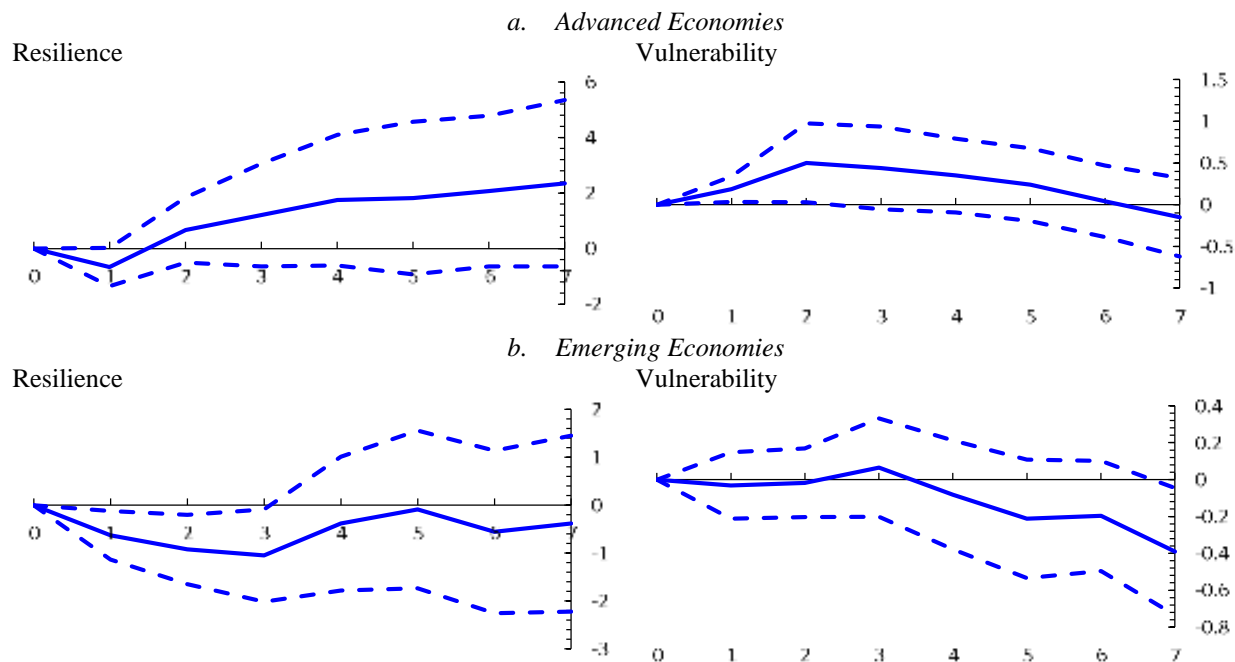 a. Advanced Economies
Resilience
6
4
2
0
-2
0 1 2 3 4 5 6 7
Vulnerability
1.5
1
0.5
0
-0.5
-1
0 1 2 3 4 5 6 7
b. Emerging Economies
Resilience
2
1
0
-1
-2
-3
0 1 2 3 4 5 6 7
Vulnerability
0.4
0.2
0
-0.2
-0.4
-0.6
-0.8
0 1 2 3 4 5 6 7